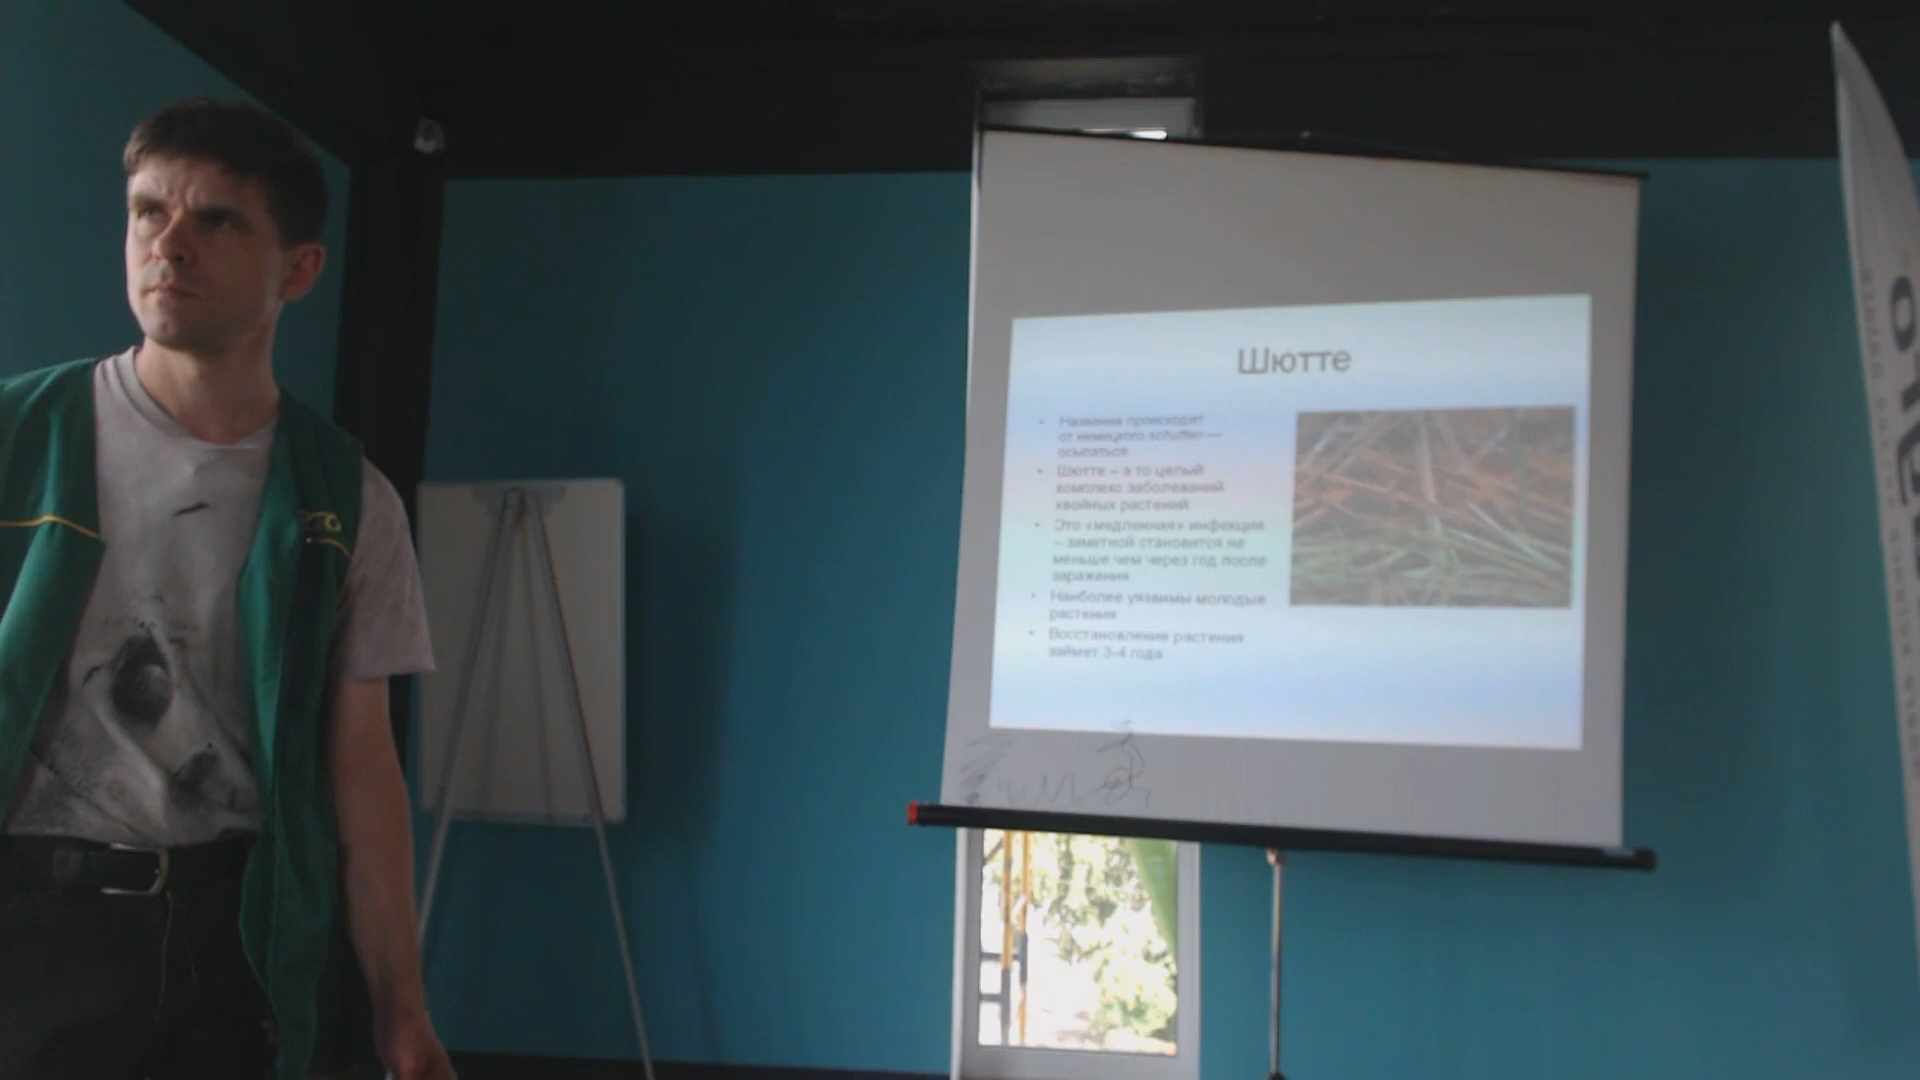 Шютте
• Название происходит
от немецкого schutten —
осыпаться
• Шютте – э то целый
комплекс заболеваний
хвойных растений
• Это «медленная» инфекция
– заметной становится не
меньше чем через год после
заражения
• Наиболее уязвимы молодые
растения
• Восстановление растения
займет 3-4 года